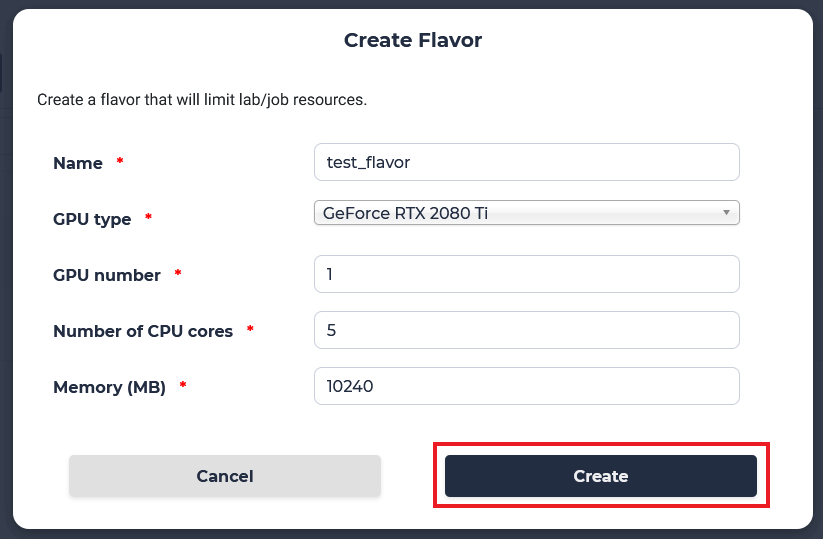 Create Flavor
Create a flavor that will limit lab/job resources.
Name * test_flavor
GPU type * GeForce RTX 2080 Ti
GPU number * 1
Number of CPU cores * 5
Memory (MB) * 10240
Cancel Create